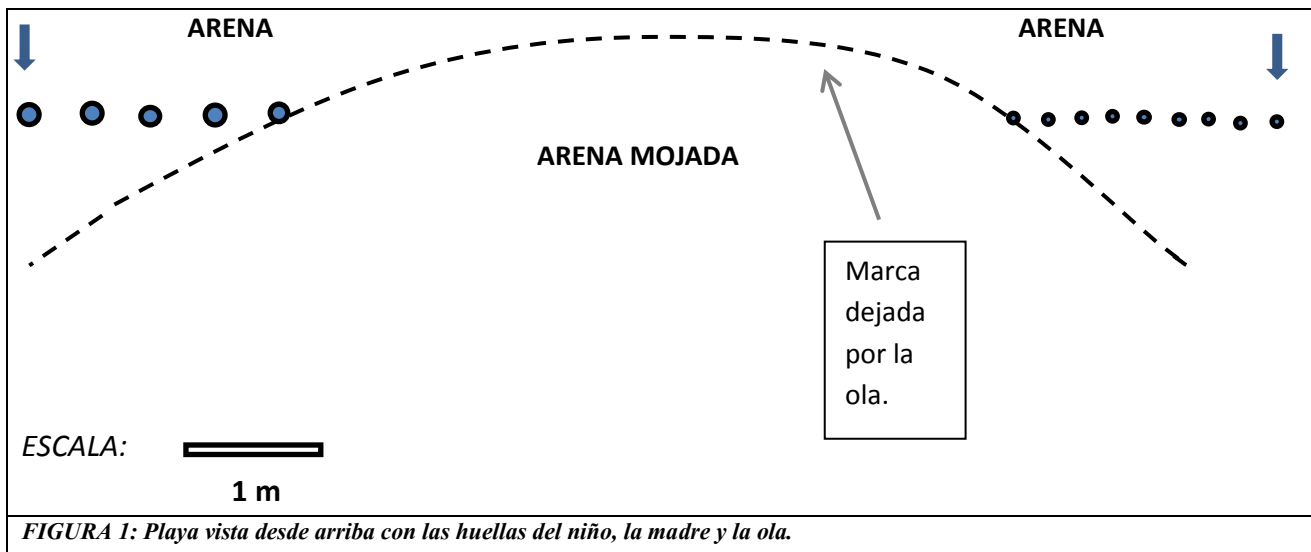 ARENA ARENA
ARENA MOJADA
Marca
dejada
por la
ola.
ESCALA:
1 m
FIGURA 1: Playa vista desde arriba con las huellas del niño, la madre y la ola.